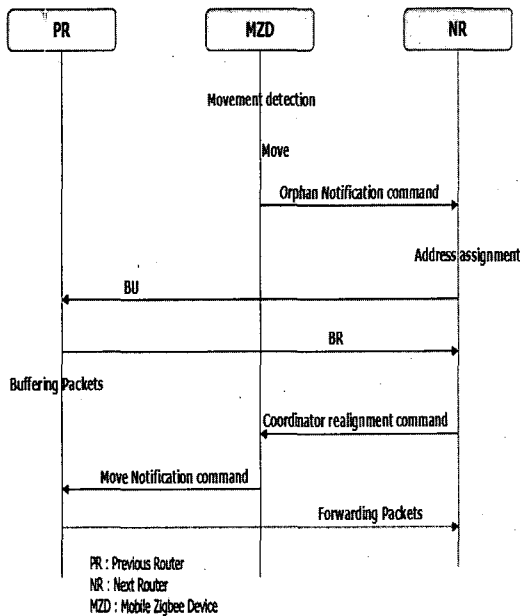 PR
MZD
NR
Movement detection
Move
Orphan Notification command
Address assignment
BU
BR
Buffering Packets
Coordinator realignment command
Move Notification command
Forwarding Packets
PR : Previous Router
NR : Next Router
MZD : Mobile Zigbee Device